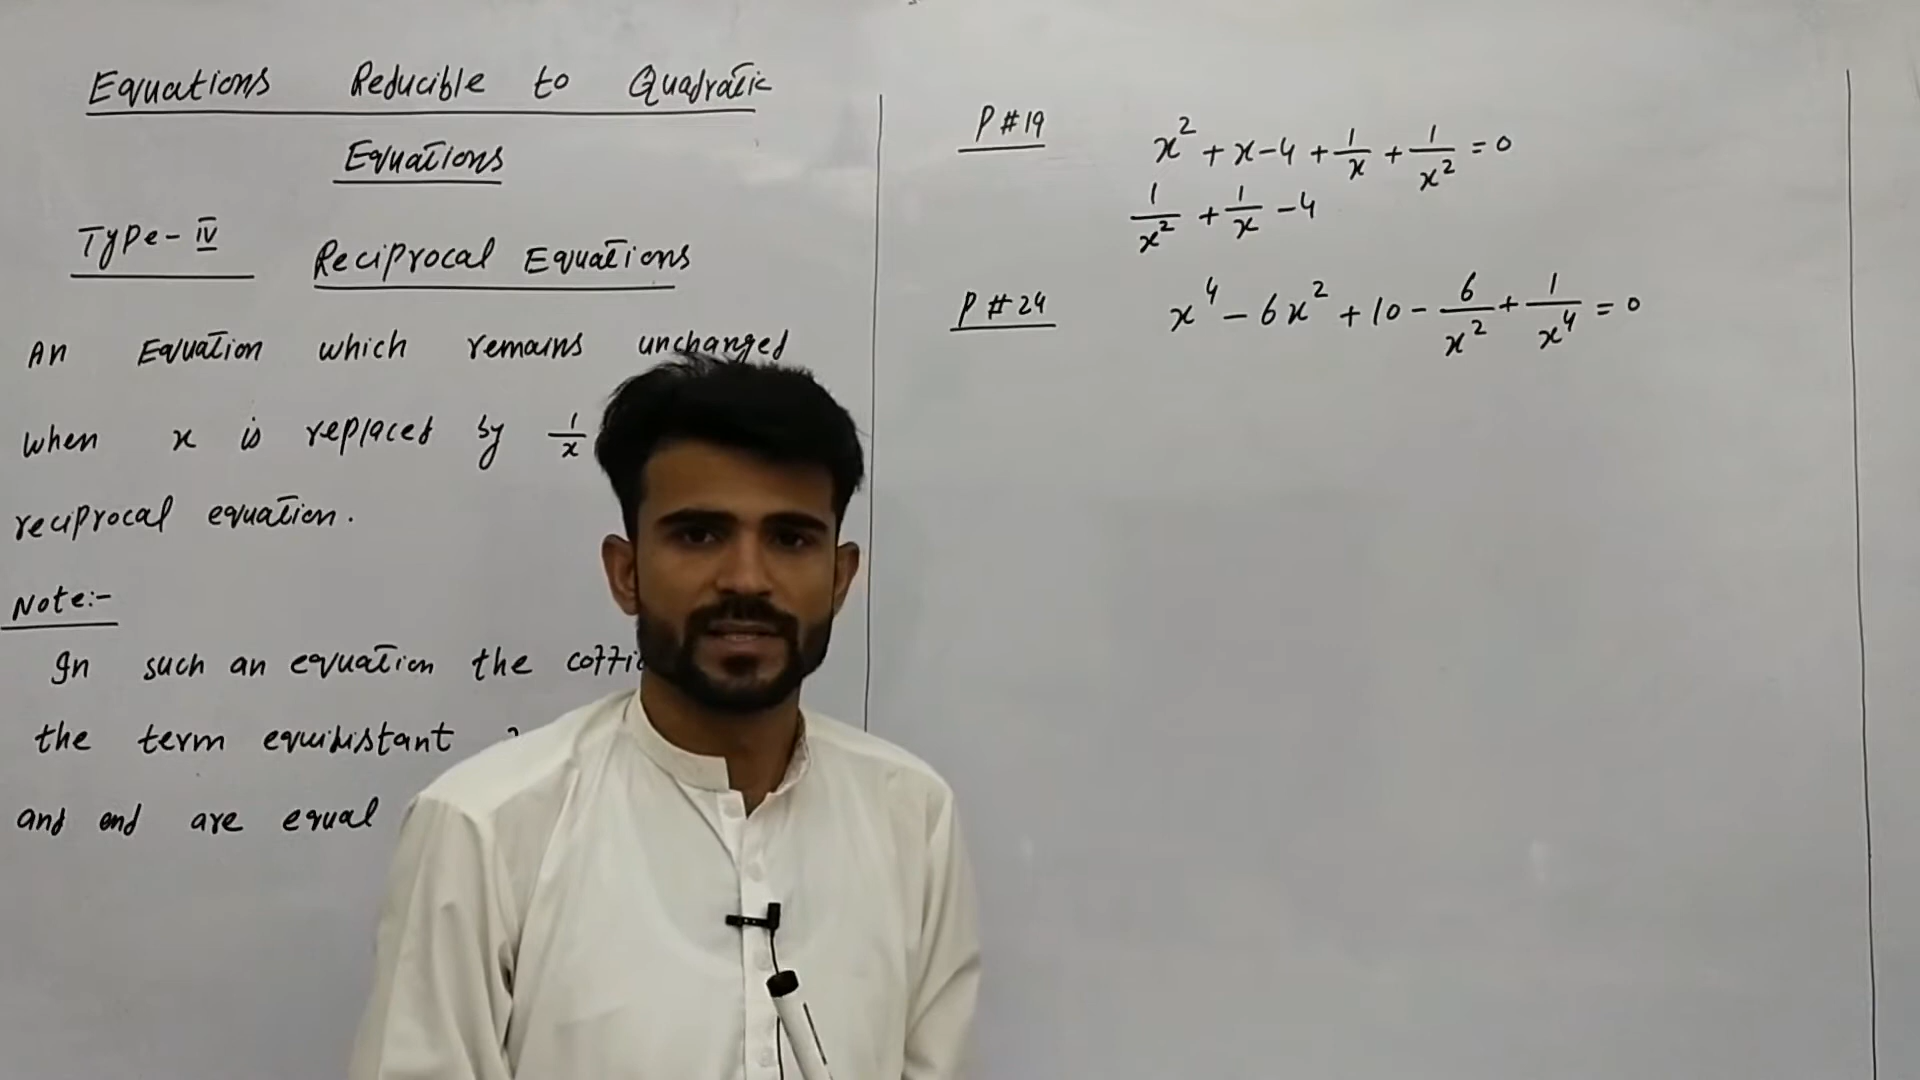 Equations Reducible to Quadratic
Equations
Type-IV Reciprocal Equations
An Equation which remains unchanged
when x is replaced by 1/x
reciprocal equation.
Note:-
In such an equation the
the term equidistant
and end are equal
P#19 x² + x - 4 + 1/x + 1/x² = 0
1/x² + 1/x - 4
P#24 x⁴ - 6x² + 10 - 6/x² + 1/x⁴ = 0